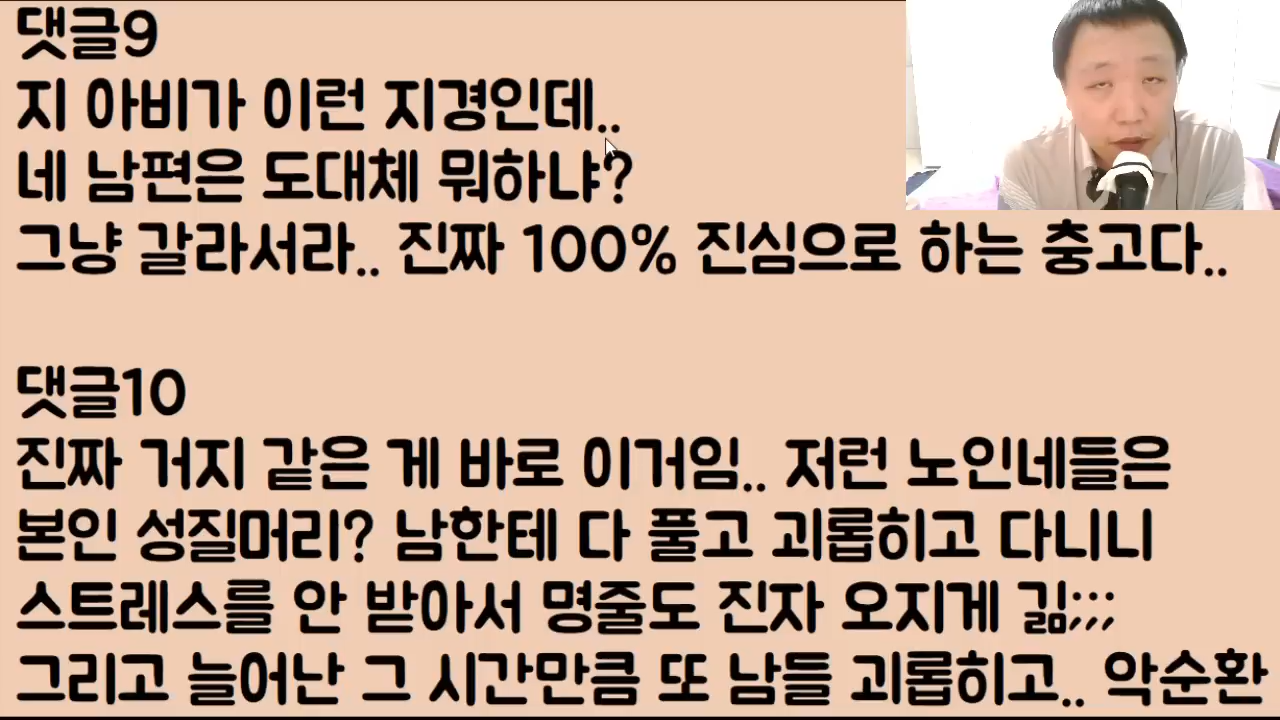 댓글9
지 아비가 이런 지경인데..
네 남편은 도대체 뭐하냐?
그냥 갈라서라.. 진짜 100% 진심으로 하는 충고다..
댓글10
진짜 거지 같은 게 바로 이거임.. 저런 노인네들은
본인 성질머리? 남한테 다 풀고 괴롭히고 다니니
스트레스를 안 받아서 명줄도 진자 오지게 긺;;;
그리고 늘어난 그 시간만큼 또 남들 괴롭히고.. 악순환